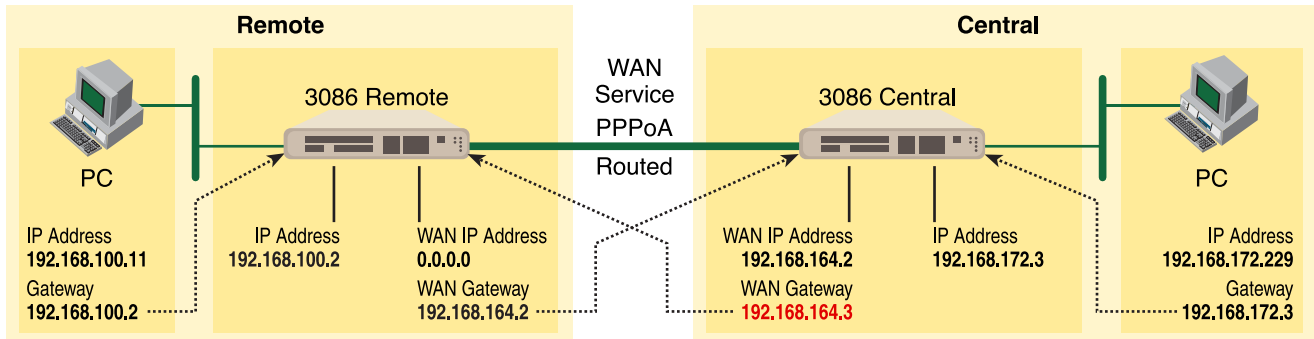 Remote
PC
IP Address
192.168.100.11
Gateway
192.168.100.2
3086 Remote
IP Address
192.168.100.2
WAN IP Address
0.0.0.0
WAN Gateway
192.168.164.2
WAN
Service
PPPoA
Routed
Central
3086 Central
WAN IP Address
192.168.164.2
WAN Gateway
192.168.164.3
IP Address
192.168.172.3
PC
IP Address
192.168.172.229
Gateway
192.168.172.3